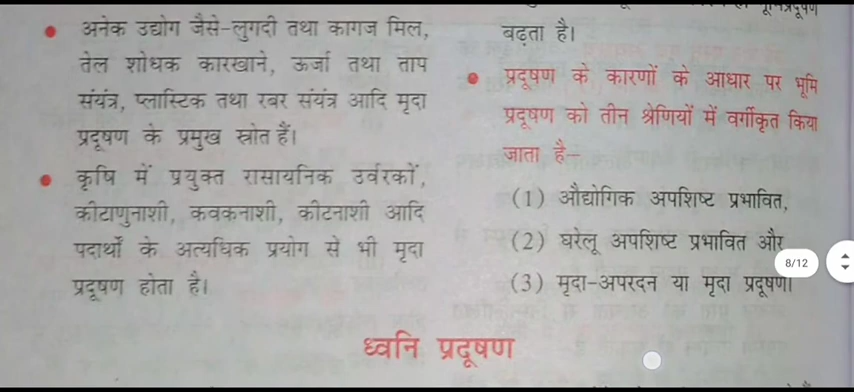 अनेक उद्योग जैसे-लुगदी तथा कागज मिल,
तेल शोधक कारखाने, ऊर्जा तथा ताप
संयंत्र, प्लास्टिक तथा रबर संयंत्र आदि मृदा
प्रदूषण के प्रमुख स्रोत हैं।
कृषि में प्रयुक्त रासायनिक उर्वरकों,
कीटाणुनाशी, कवकनाशी, कीटनाशी आदि
पदार्थों के अत्यधिक प्रयोग से भी मृदा
प्रदूषण होता है।
भूमिप्रदूषण
बढ़ता है।
प्रदूषण के कारणों के आधार पर भूमि
प्रदूषण को तीन श्रेणियों में वर्गीकृत किया
जाता है–
(1) औद्योगिक अपशिष्ट प्रभावित,
(2) घरेलू अपशिष्ट प्रभावित और
(3) मृदा-अपरदन या मृदा प्रदूषण।
8/12
ध्वनि प्रदूषण